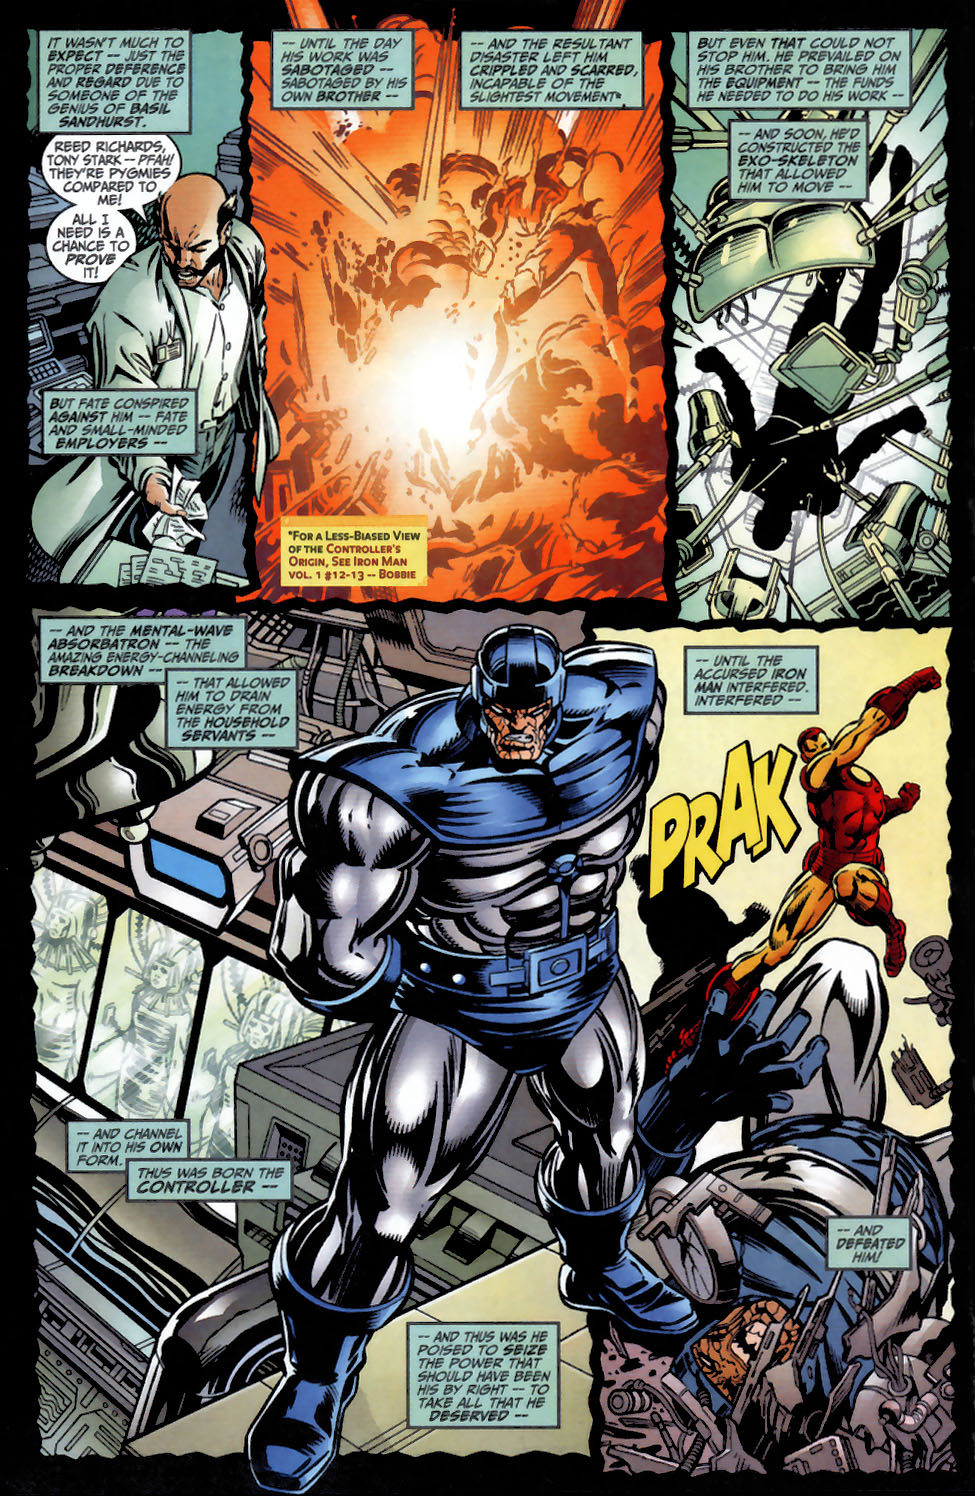 IT WASN'T MUCH TO
EXPECT -- JUST THE
PROPER DEFERENCE
AND REGARD DUE TO
SOMEONE OF THE
GENIUS OF BASIL
SANDHURST.
REED RICHARDS,
TONY STARK -- PFAH!
THEY'RE PYGMIES
COMPARED TO
ME!
ALL I
NEED IS A
CHANCE TO
PROVE
IT!
BUT FATE CONSPIRED
AGAINST HIM -- FATE
AND SMALL-MINDED
EMPLOYERS --
-- UNTIL THE DAY
HIS WORK WAS
SABOTAGED --
SABOTAGED BY HIS
OWN BROTHER --
-- AND THE RESULTANT
DISASTER LEFT HIM
CRIPPLED AND SCARRED,
INCAPABLE OF THE
SLIGHTEST MOVEMENT*.
*FOR A LESS-BIASED VIEW
OF THE CONTROLLER'S
ORIGIN, SEE IRON MAN
VOL. 1 #12-13 -- BOBBIE
BUT EVEN THAT COULD NOT
STOP HIM. HE PREVAILED ON
HIS BROTHER TO BRING HIM
THE EQUIPMENT -- THE FUNDS
HE NEEDED TO DO HIS WORK --
-- AND SOON, HE'D
CONSTRUCTED THE
EXO-SKELETON
THAT ALLOWED
HIM TO MOVE --
-- AND THE MENTAL-WAVE
ABSORBATRON -- THE
AMAZING ENERGY-CHANNELING
BREAKDOWN --
-- THAT ALLOWED
HIM TO DRAIN
ENERGY FROM
THE HOUSEHOLD
SERVANTS --
-- AND CHANNEL
IT INTO HIS OWN
FORM.
THUS WAS BORN THE
CONTROLLER --
-- AND THUS WAS HE
POISED TO SEIZE
THE POWER THAT
SHOULD HAVE BEEN
HIS BY RIGHT -- TO
TAKE ALL THAT HE
DESERVED --
-- UNTIL THE
ACCURSED IRON
MAN INTERFERED.
INTERFERED --
PRAK
-- AND
DEFEATED
HIM!